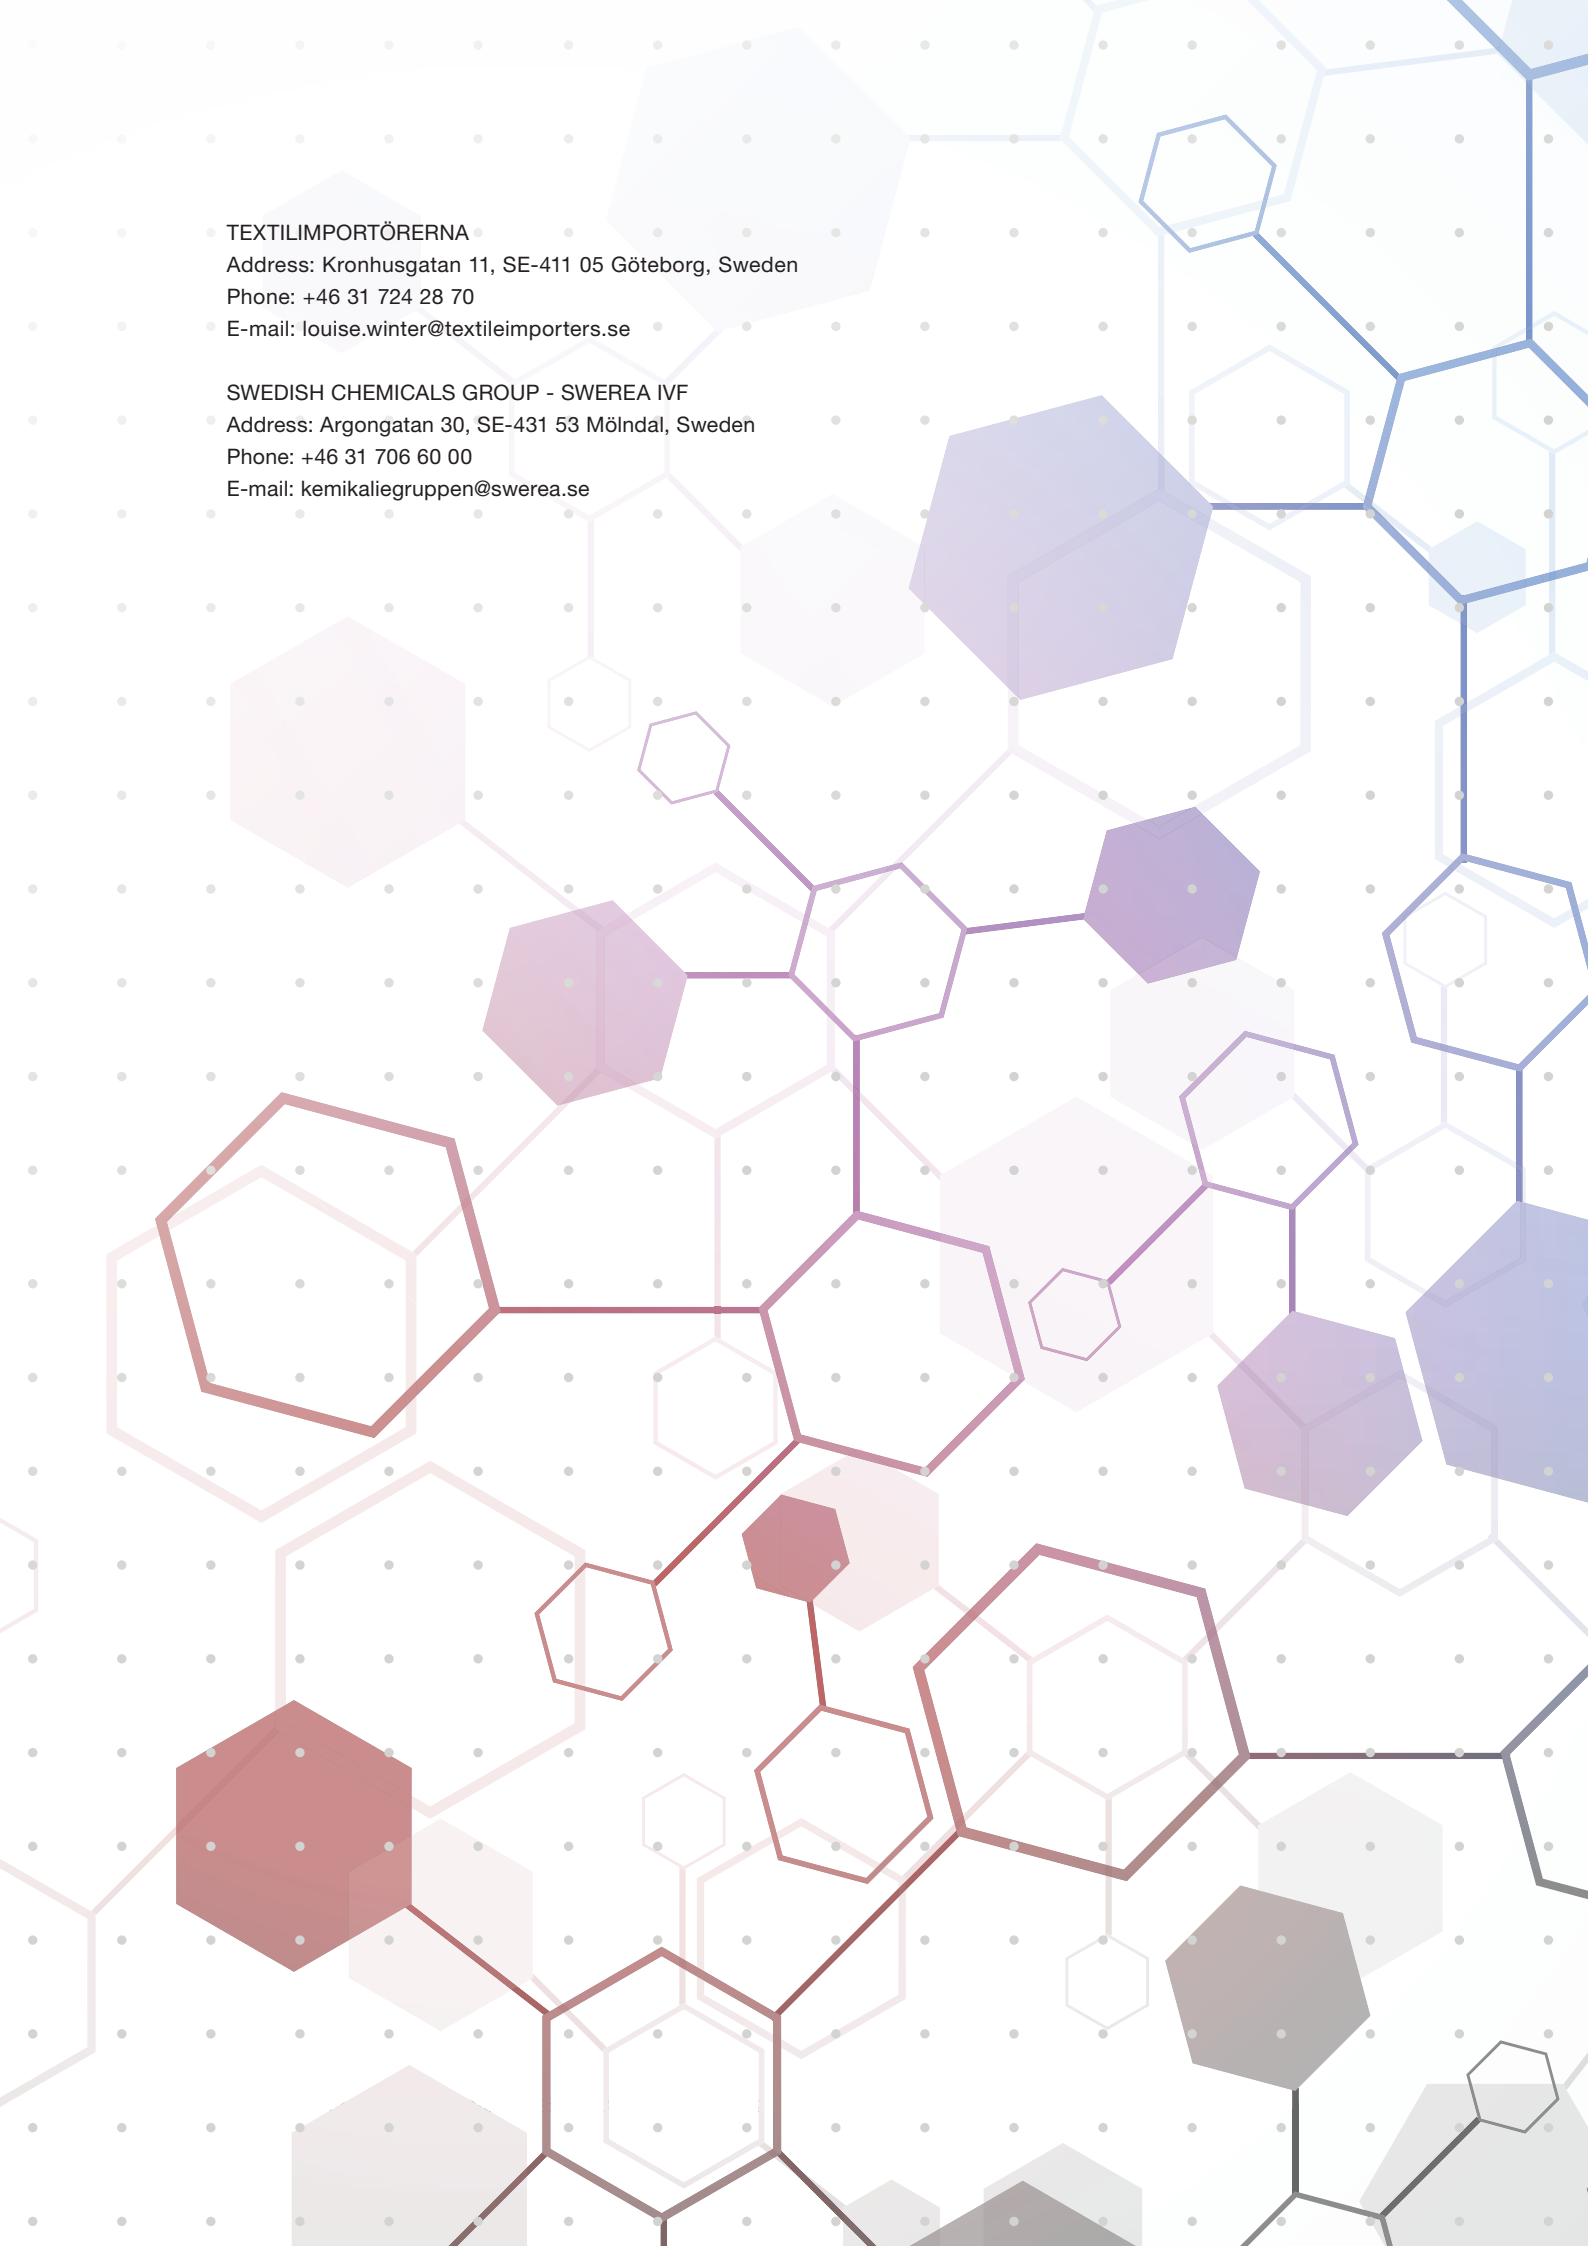 TEXTILIMPORTÖRERNA
Address: Kronhusgatan 11, SE-411 05 Göteborg, Sweden
Phone: +46 31 724 28 70
E-mail: louise.winter@textileimporters.se
SWEDISH CHEMICALS GROUP - SWEREA IVF
Address: Argongatan 30, SE-431 53 Mölndal, Sweden
Phone: +46 31 706 60 00
E-mail: kemikaliegruppen@swerea.se